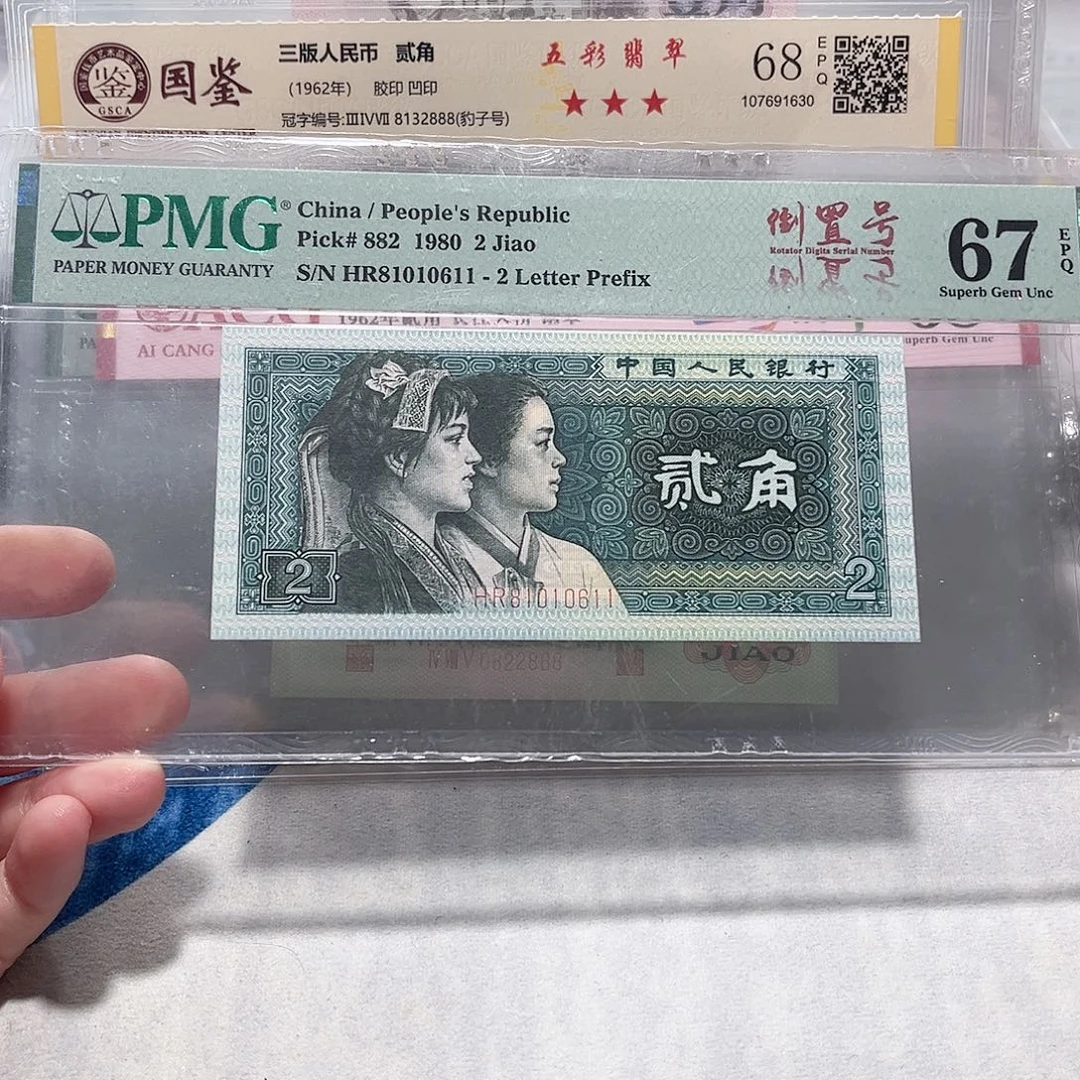 三版人民币 贰角
五彩翡翠
68
EPQ
鉴
GSCA
国鉴
(1962年) 胶印 凹印
★★★
107691630
冠字编号:ⅢⅣⅦ 8132888(豹子号)
PMG®
PAPER MONEY GUARANTY
China / People's Republic
Pick# 882 1980 2 Jiao
S/N HR81010611 - 2 Letter Prefix
倒置号
Rotator Digits Serial Number
67
EPQ
Superb Gem Unc
AI CANG
Superb Gem Unc
中国人民银行
贰角
2
HR81010611
2
JIAO